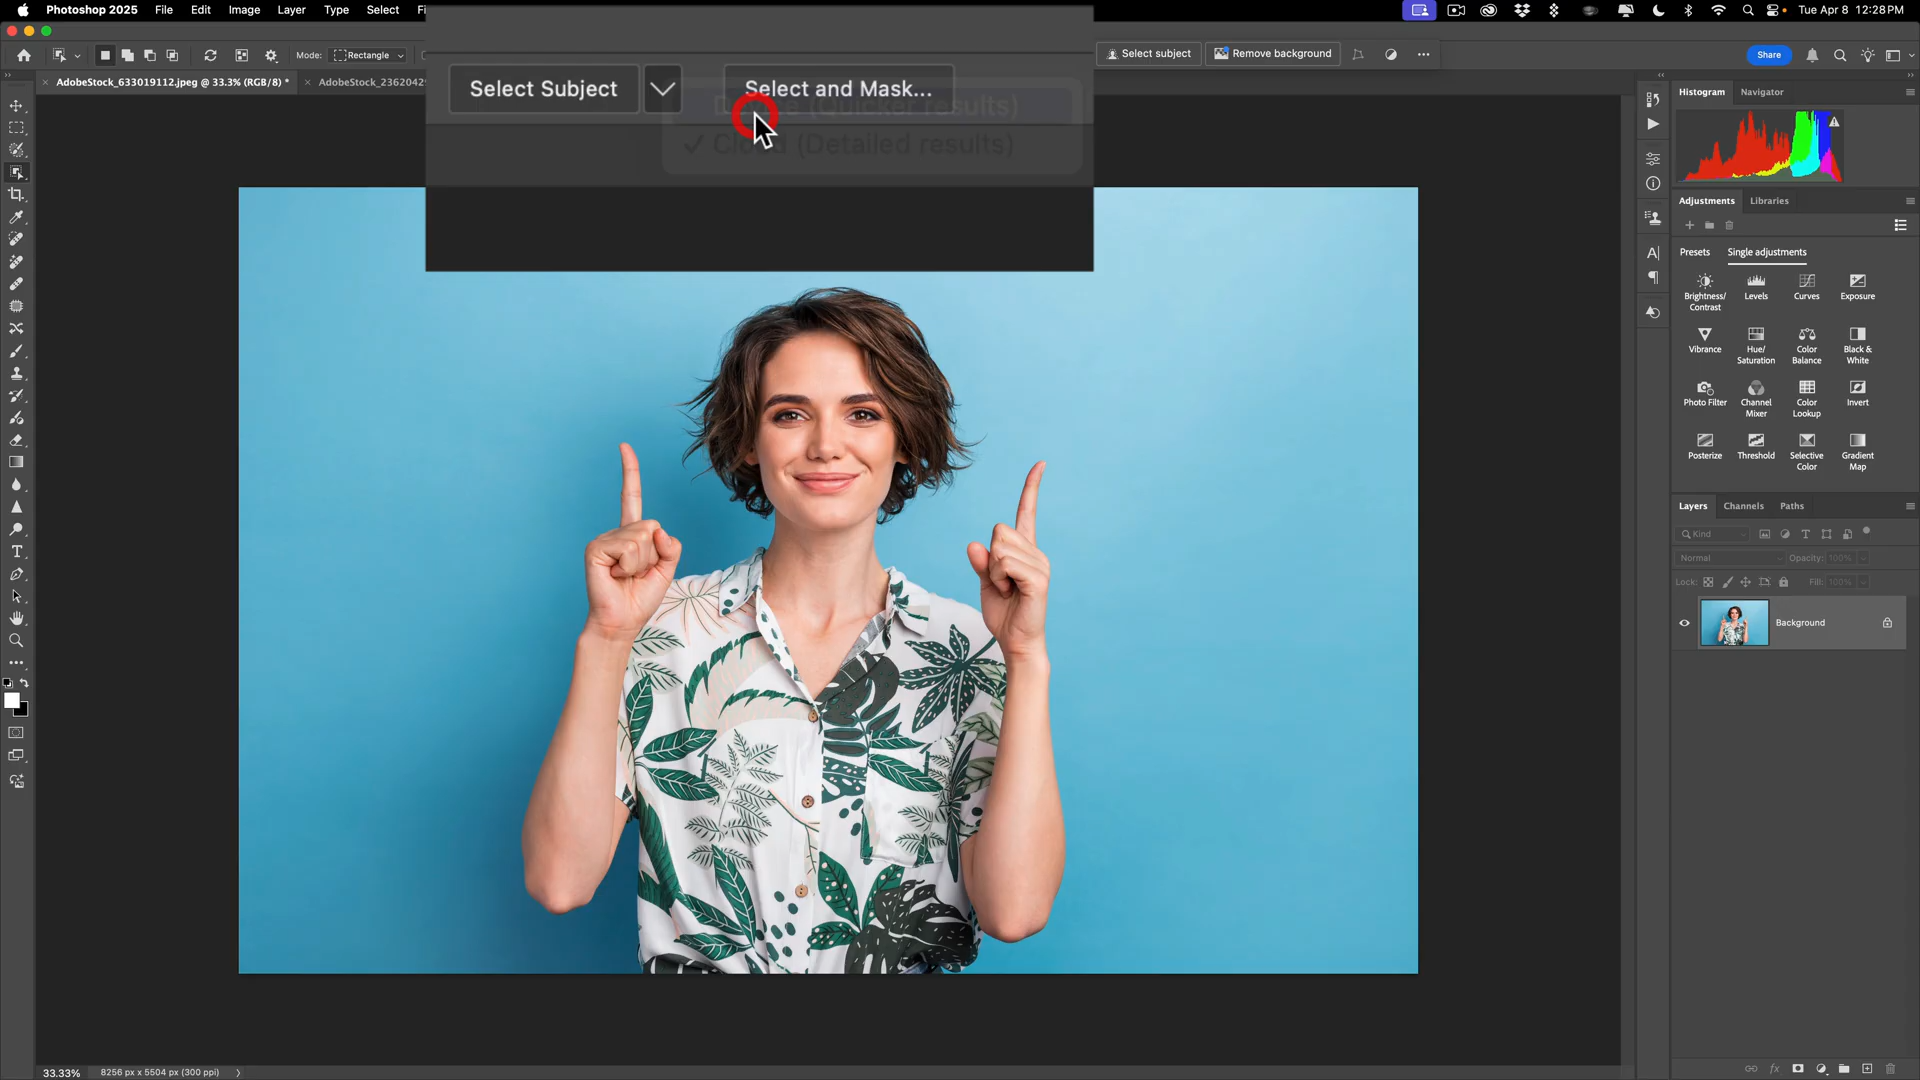 Photoshop 2025 File Edit Image Layer Type Select Tue Apr 8 12:28PM
Mode: Rectangle Select subject Remove background Share
AdobeStock_633019112.jpeg @ 33.3% (RGB/8) *
Select Subject Select and Mask...
Device (Quicker results)
Cloud (Detailed results)
Histogram Navigator
Adjustments Libraries
Presets Single adjustments
Brightness/
Contrast
Levels
Curves
Exposure
Vibrance
Hue/
Saturation
Color
Balance
Black &
White
Photo Filter
Channel
Mixer
Color
Lookup
Invert
Posterize
Threshold
Selective
Color
Gradient
Map
Layers Channels Paths
Kind
Normal Opacity: 100%
Lock: Fill: 100%
Background
33.33% 8256 px x 5504 px (300 ppi)